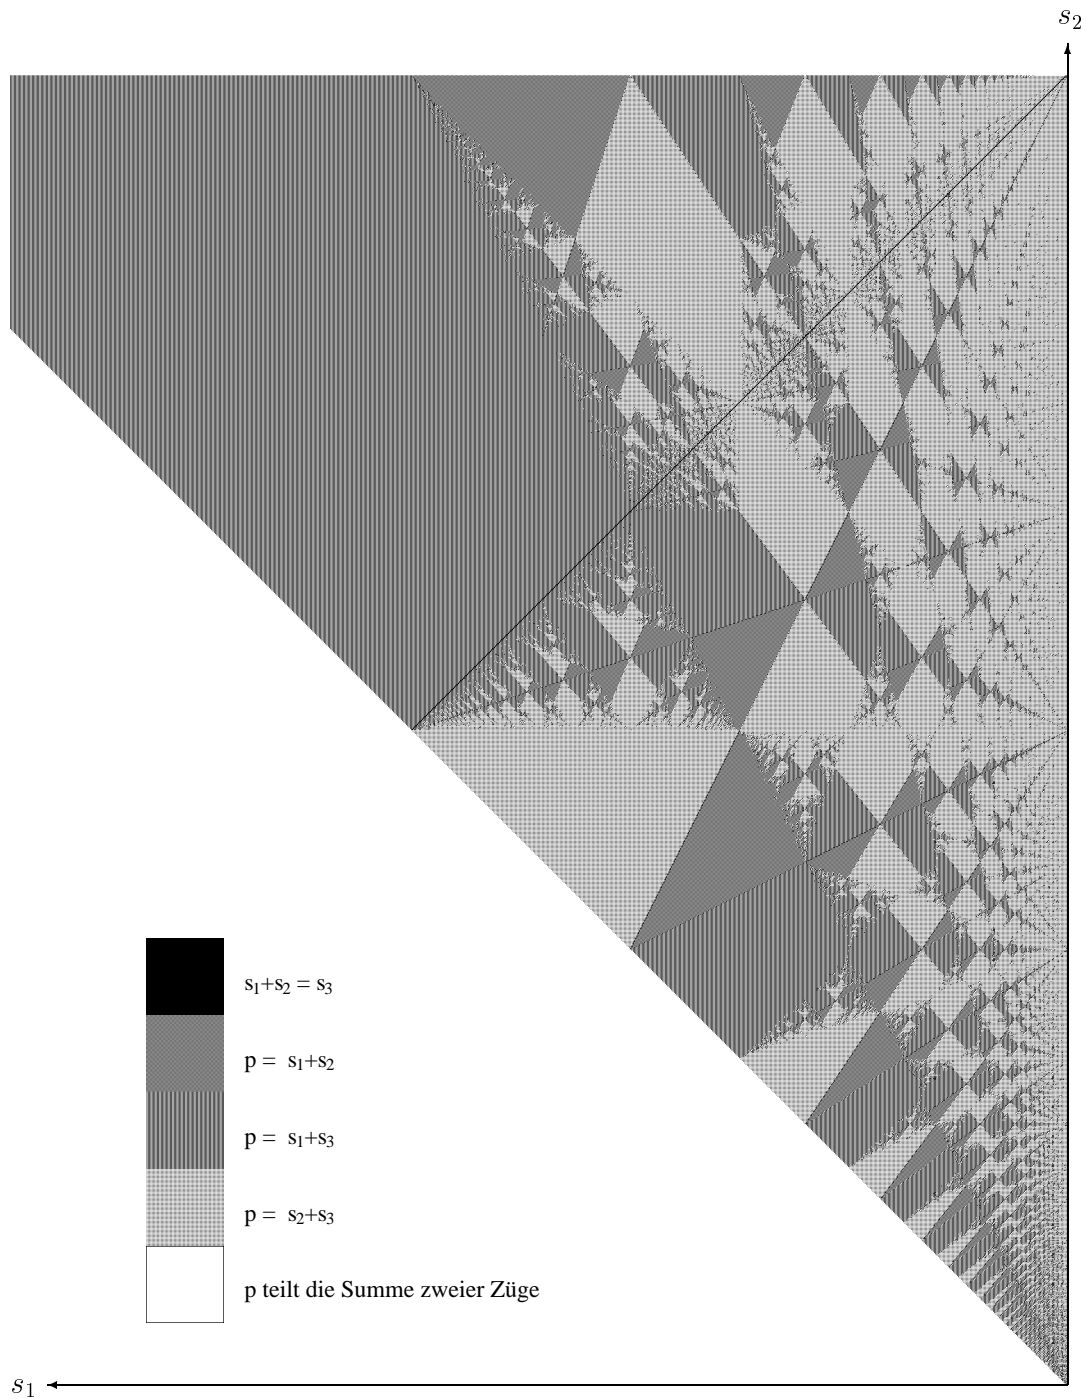 s₂
s₁+s₂ = s₃
p = s₁+s₂
p = s₁+s₃
p = s₂+s₃
p teilt die Summe zweier Züge
s₁